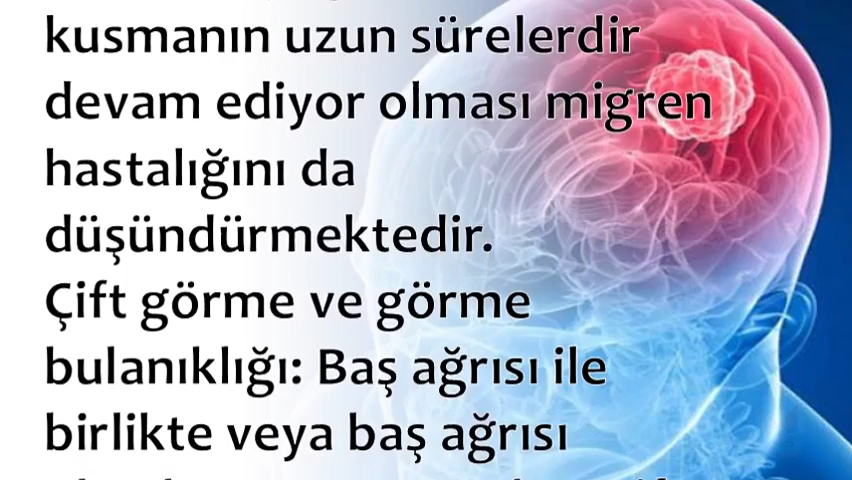 kusmanın uzun sürelerdir
devam ediyor olması migren
hastalığını da
düşündürmektedir.
Çift görme ve görme
bulanıklığı: Baş ağrısı ile
birlikte veya baş ağrısı